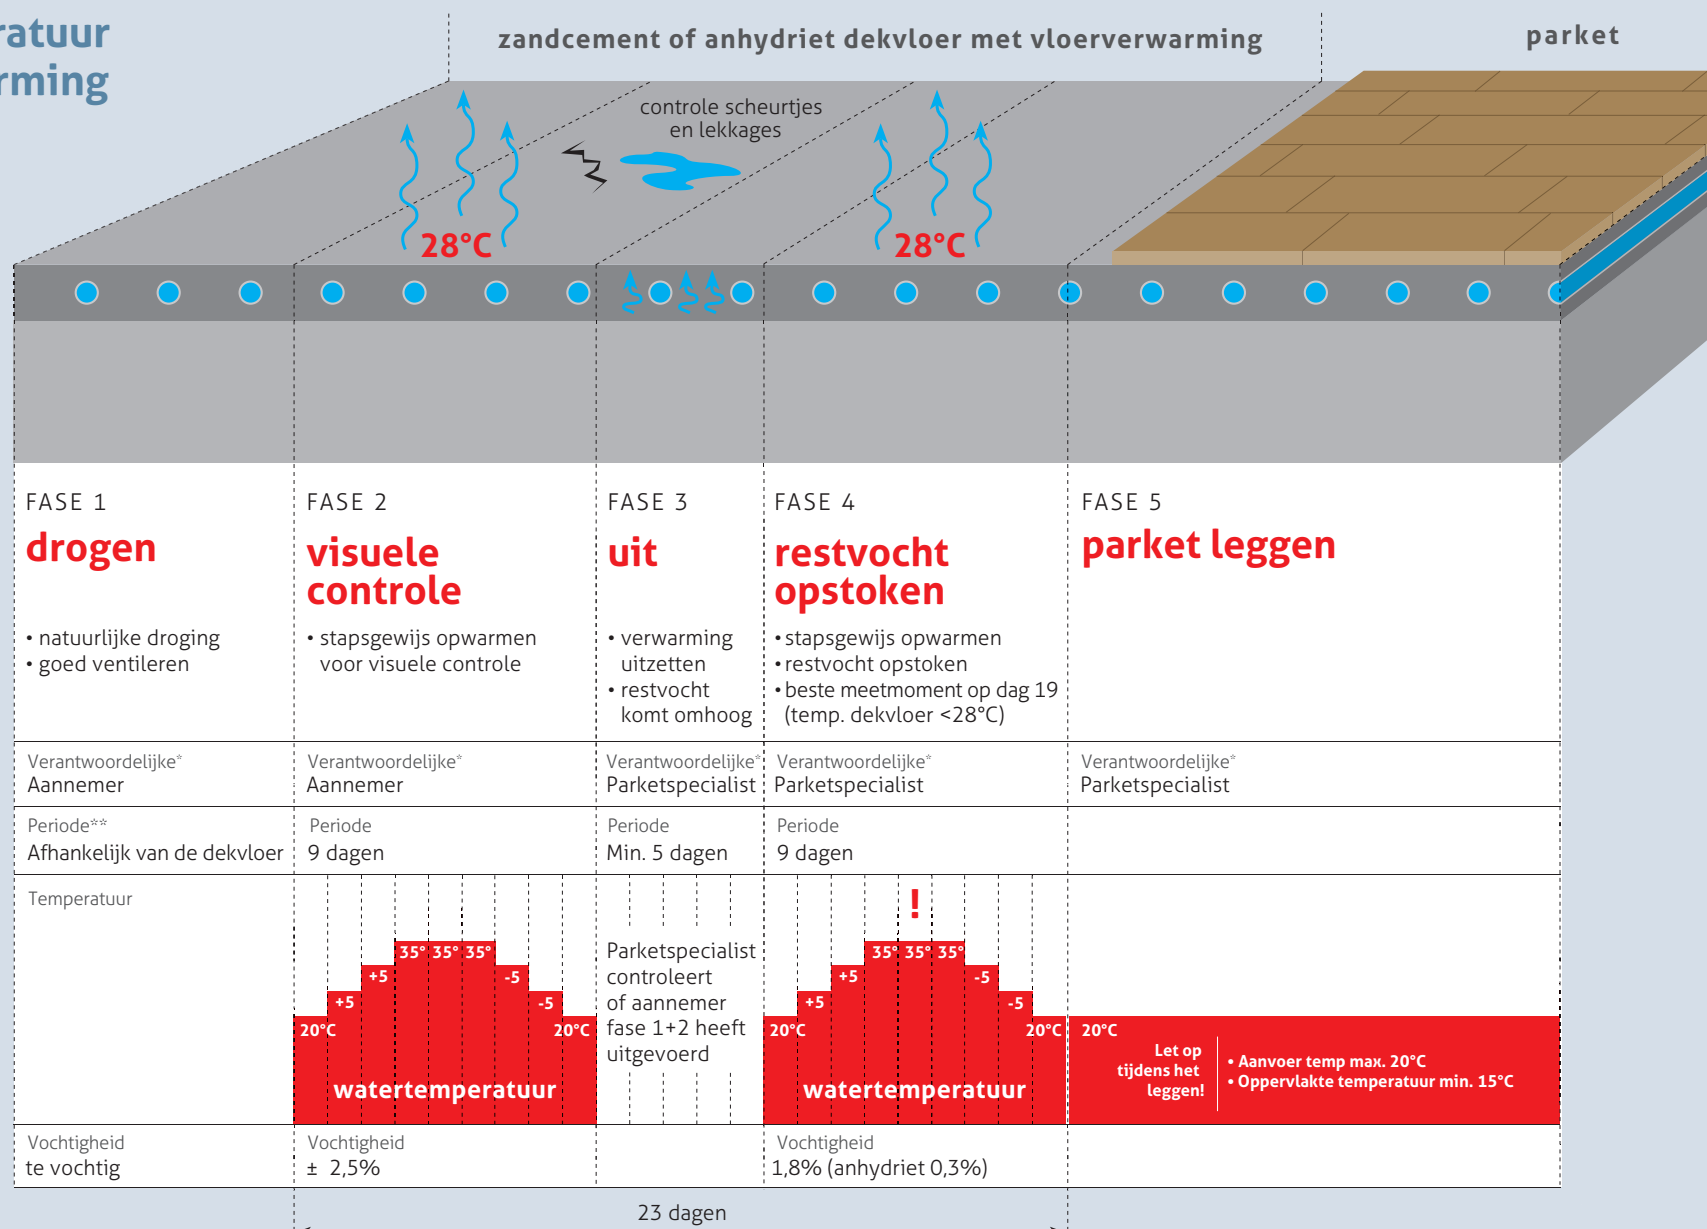 zandcement of anhydriet dekvloer met vloerverwarming
parket
controle scheurtjes
en lekkages
28°C
28°C
FASE 1
drogen
• natuurlijke droging
• goed ventileren
Verantwoordelijke*
Aannemer
Periode**
Afhankelijk van de dekvloer
Temperatuur
Vochtigheid
te vochtig
FASE 2
visuele
controle
• stapsgewijs opwarmen
voor visuele controle
Verantwoordelijke*
Aannemer
Periode
9 dagen
20°C
+5
+5
35°
35°
35°
-5
-5
20°C
watertemperatuur
Vochtigheid
± 2,5%
FASE 3
uit
• verwarming
uitzetten
• restvocht
komt omhoog
Verantwoordelijke*
Parketspecialist
Periode
Min. 5 dagen
Parketspecialist
controleert
of aannemer
fase 1+2 heeft
uitgevoerd
FASE 4
restvocht
opstoken
• stapsgewijs opwarmen
• restvocht opstoken
• beste meetmoment op dag 19
(temp. dekvloer <28°C)
Verantwoordelijke*
Parketspecialist
Periode
9 dagen
!
20°C
+5
+5
35°
35°
35°
-5
-5
20°C
watertemperatuur
Vochtigheid
1,8% (anhydriet 0,3%)
FASE 5
parket leggen
Verantwoordelijke*
Parketspecialist
20°C
Let op
tijdens het
leggen!
• Aanvoer temp max. 20°C
• Oppervlakte temperatuur min. 15°C
23 dagen